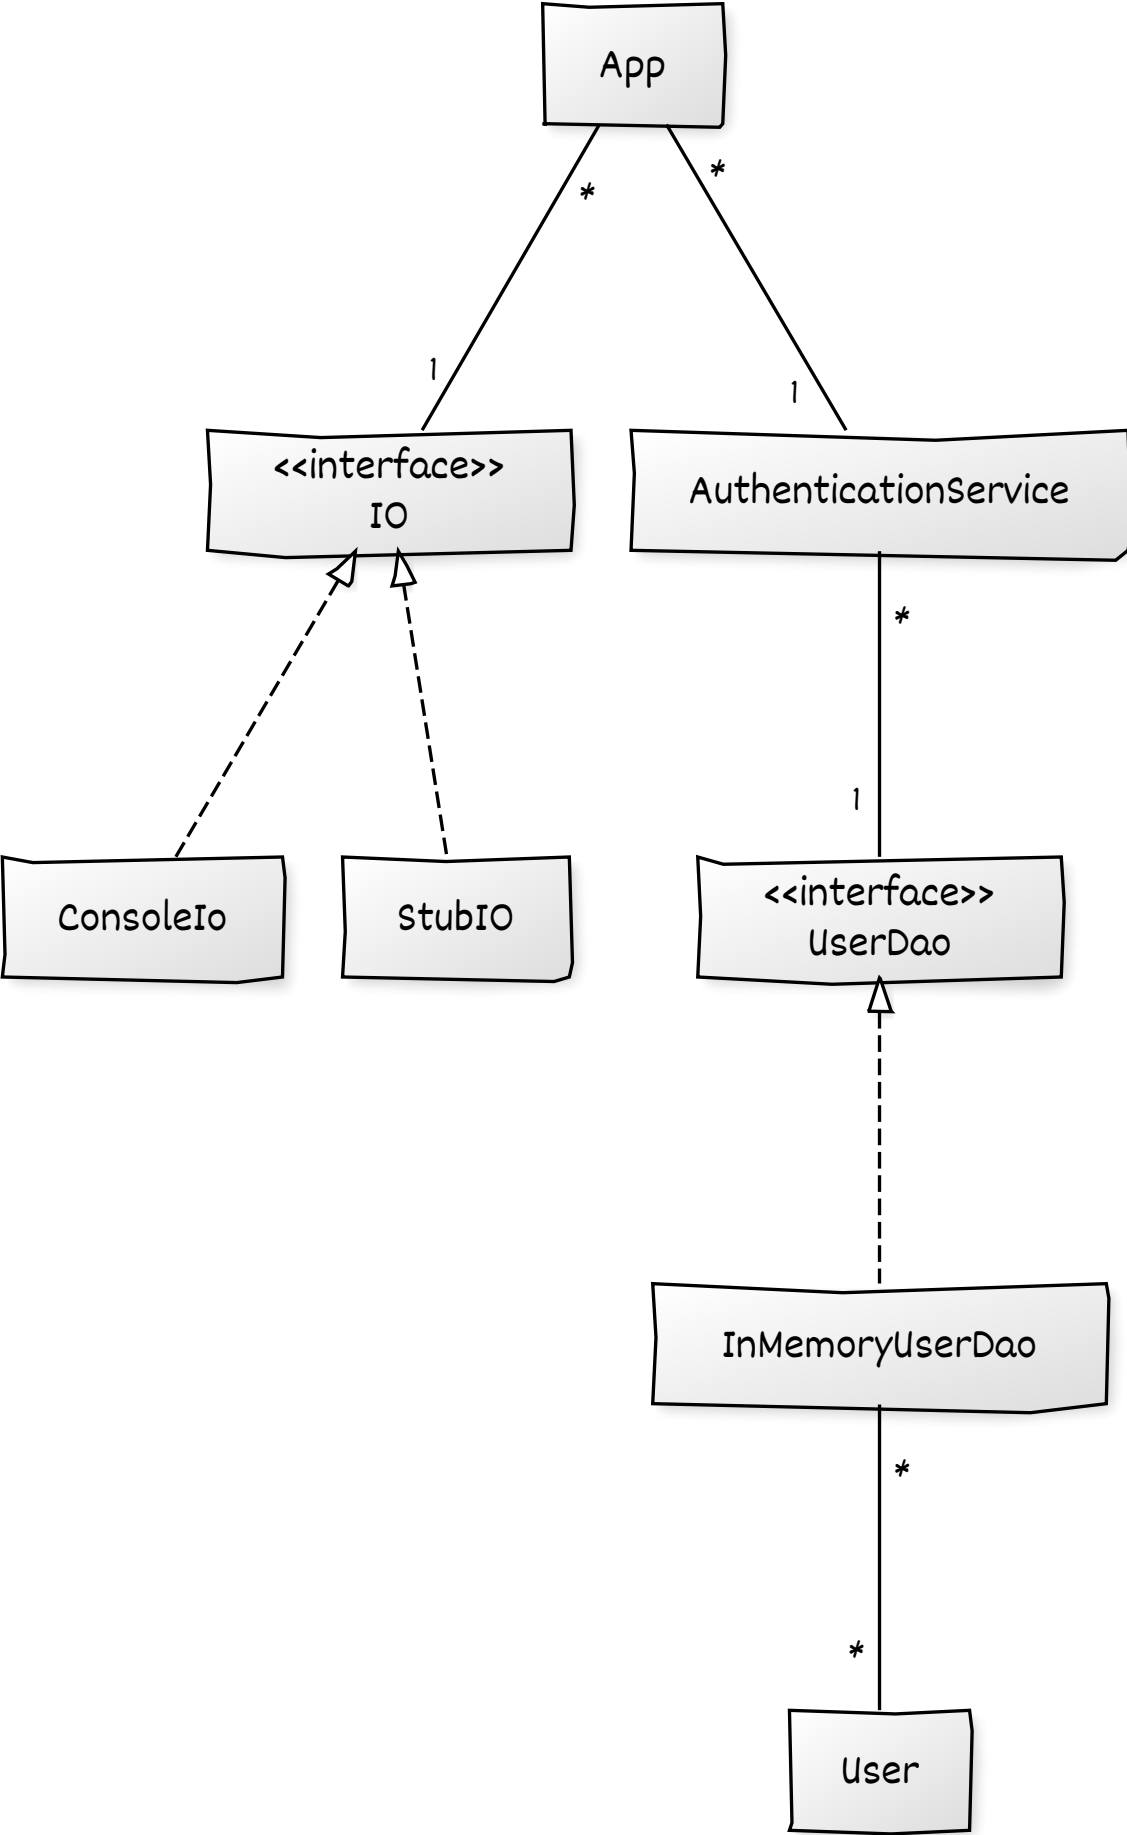 App
*
*
1
1
<<interface>>
IO
AuthenticationService
*
1
ConsoleIo
StubIO
<<interface>>
UserDao
InMemoryUserDao
*
*
User